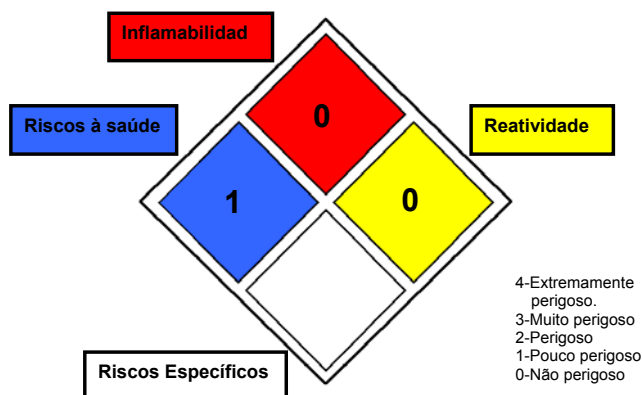 Inflamabilidad
Riscos à saúde
Reatividade
0
1
0
4-Extremamente
perigoso.
3-Muito perigoso
2-Perigoso
1-Pouco perigoso
0-Não perigoso
Riscos Específicos